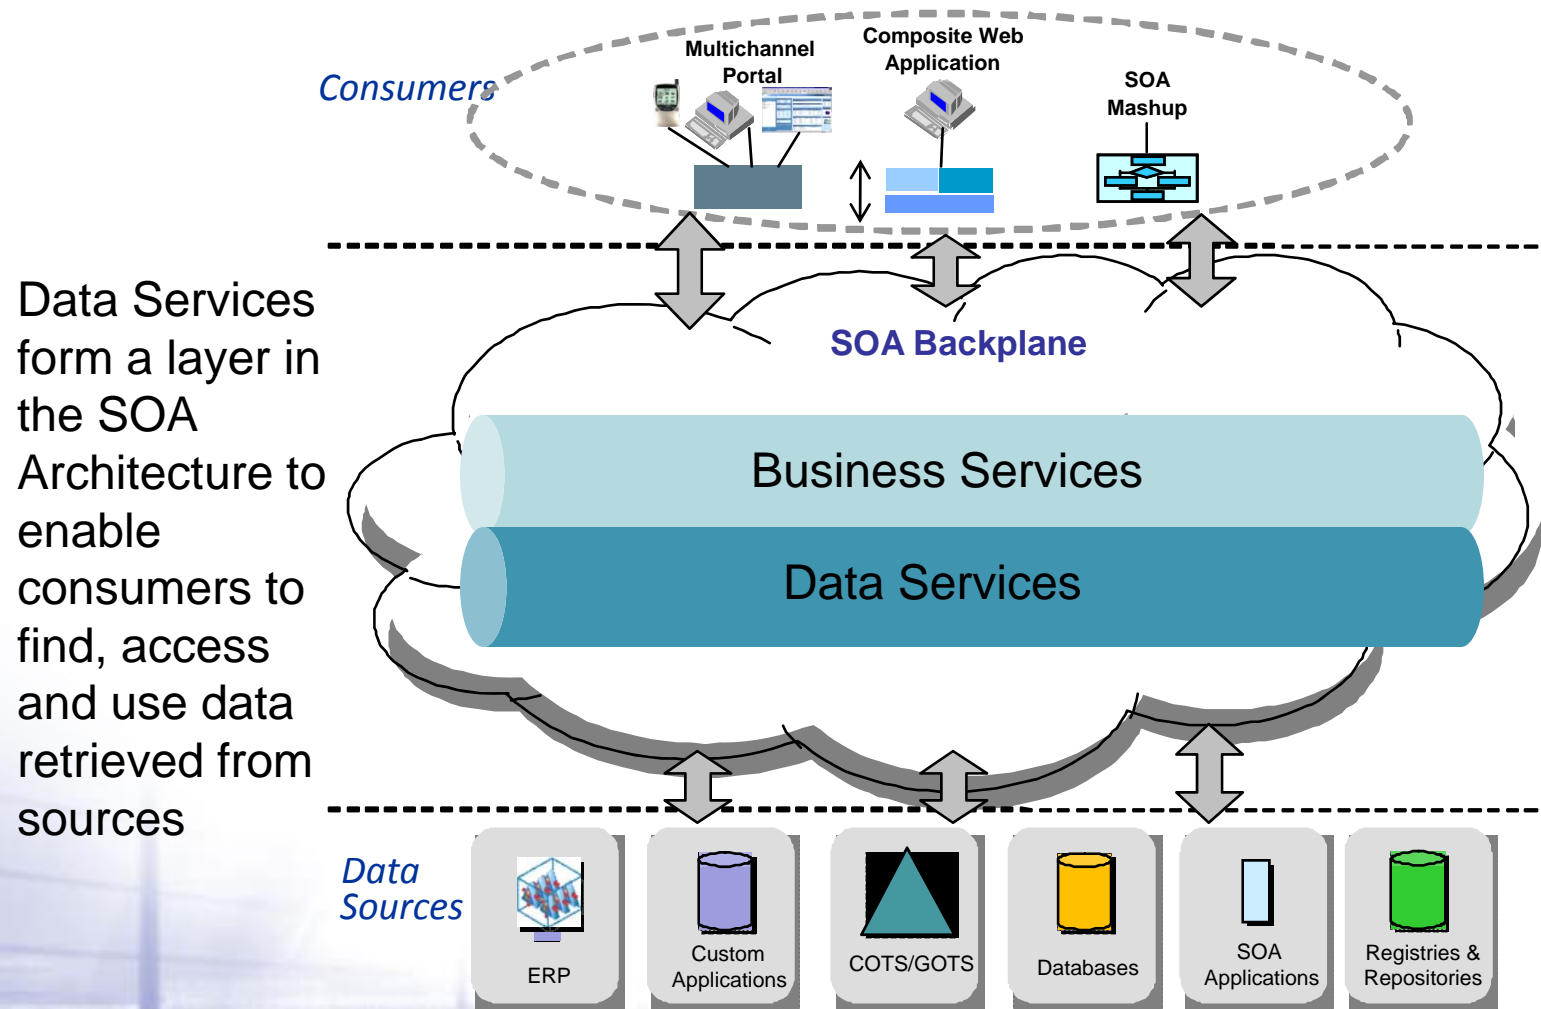 Consumers
Multichannel
Portal
Composite Web
Application
SOA
Mashup
Data Services
form a layer in
the SOA
Architecture to
enable
consumers to
find, access
and use data
retrieved from
sources
SOA Backplane
Business Services
Data Services
Data
Sources
ERP
Custom
Applications
COTS/GOTS
Databases
SOA
Applications
Registries &
Repositories